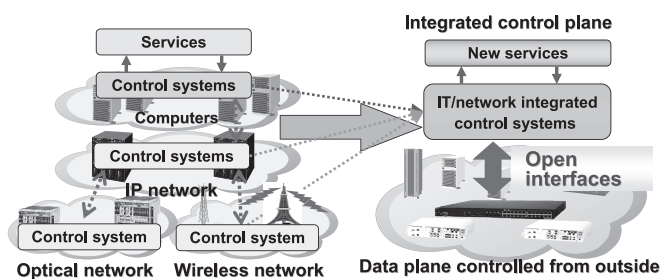 Services
Control systems
Computers
Control systems
IP network
Control system
Control system
Optical network
Wireless network
Integrated control plane
New services
IT/network integrated
control systems
Open
interfaces
Data plane controlled from outside